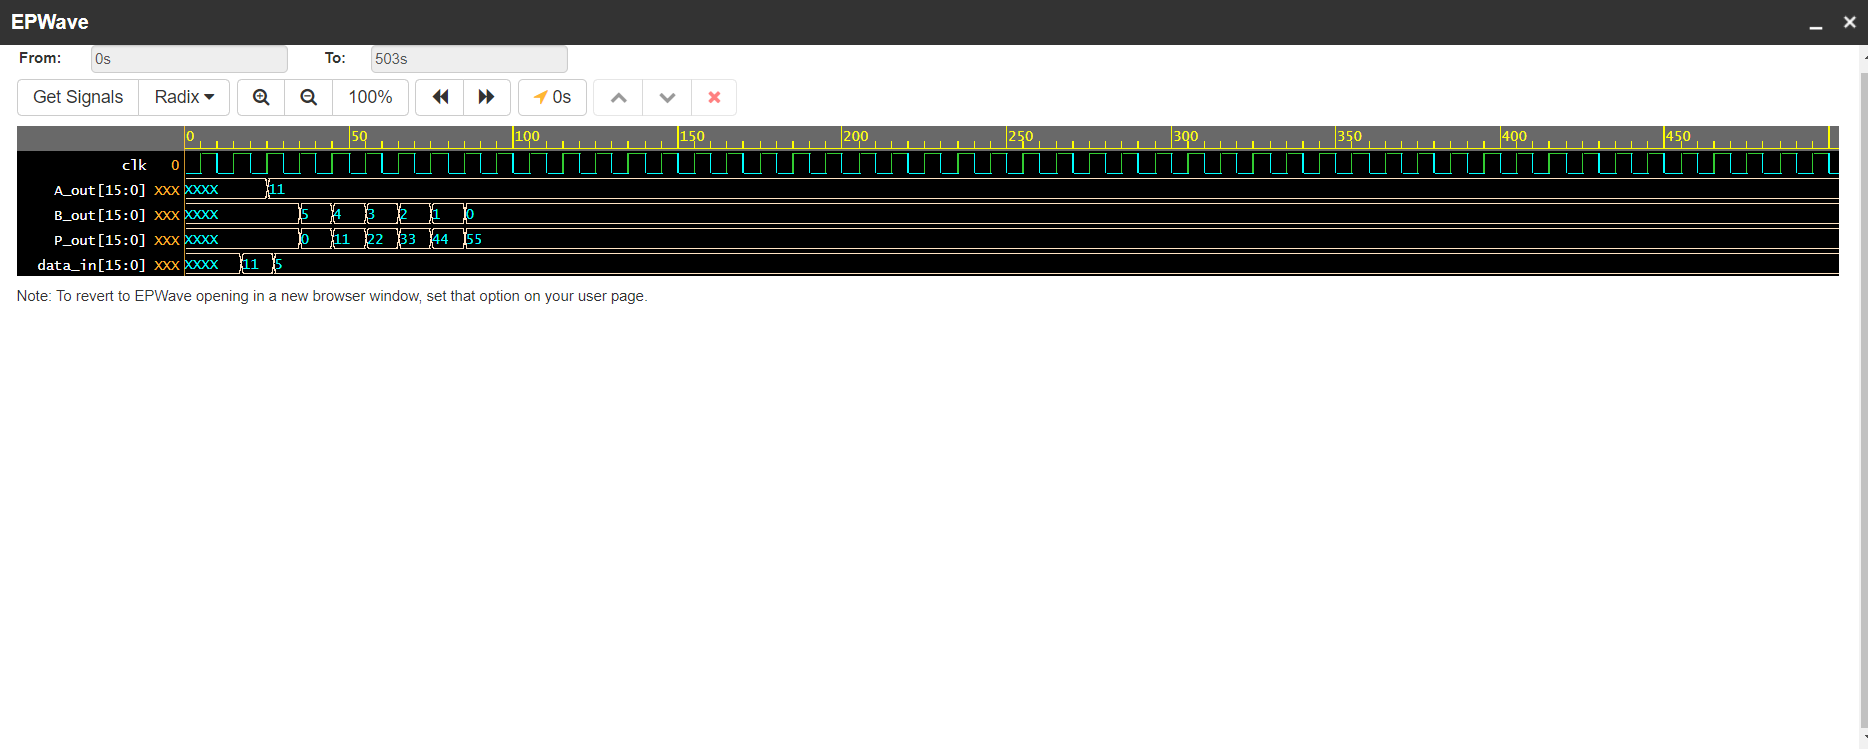 EPWave
From: 0s To: 503s
Get Signals Radix 100% 0s
0 50 100 150 200 250 300 350 400 450
clk 0
A_out[15:0] XXX XXXX 11
B_out[15:0] XXX XXXX 5 4 3 2 1 0
P_out[15:0] XXX XXXX 0 11 22 33 44 55
data_in[15:0] XXX XXXX 11 5
Note: To revert to EPWave opening in a new browser window, set that option on your user page.